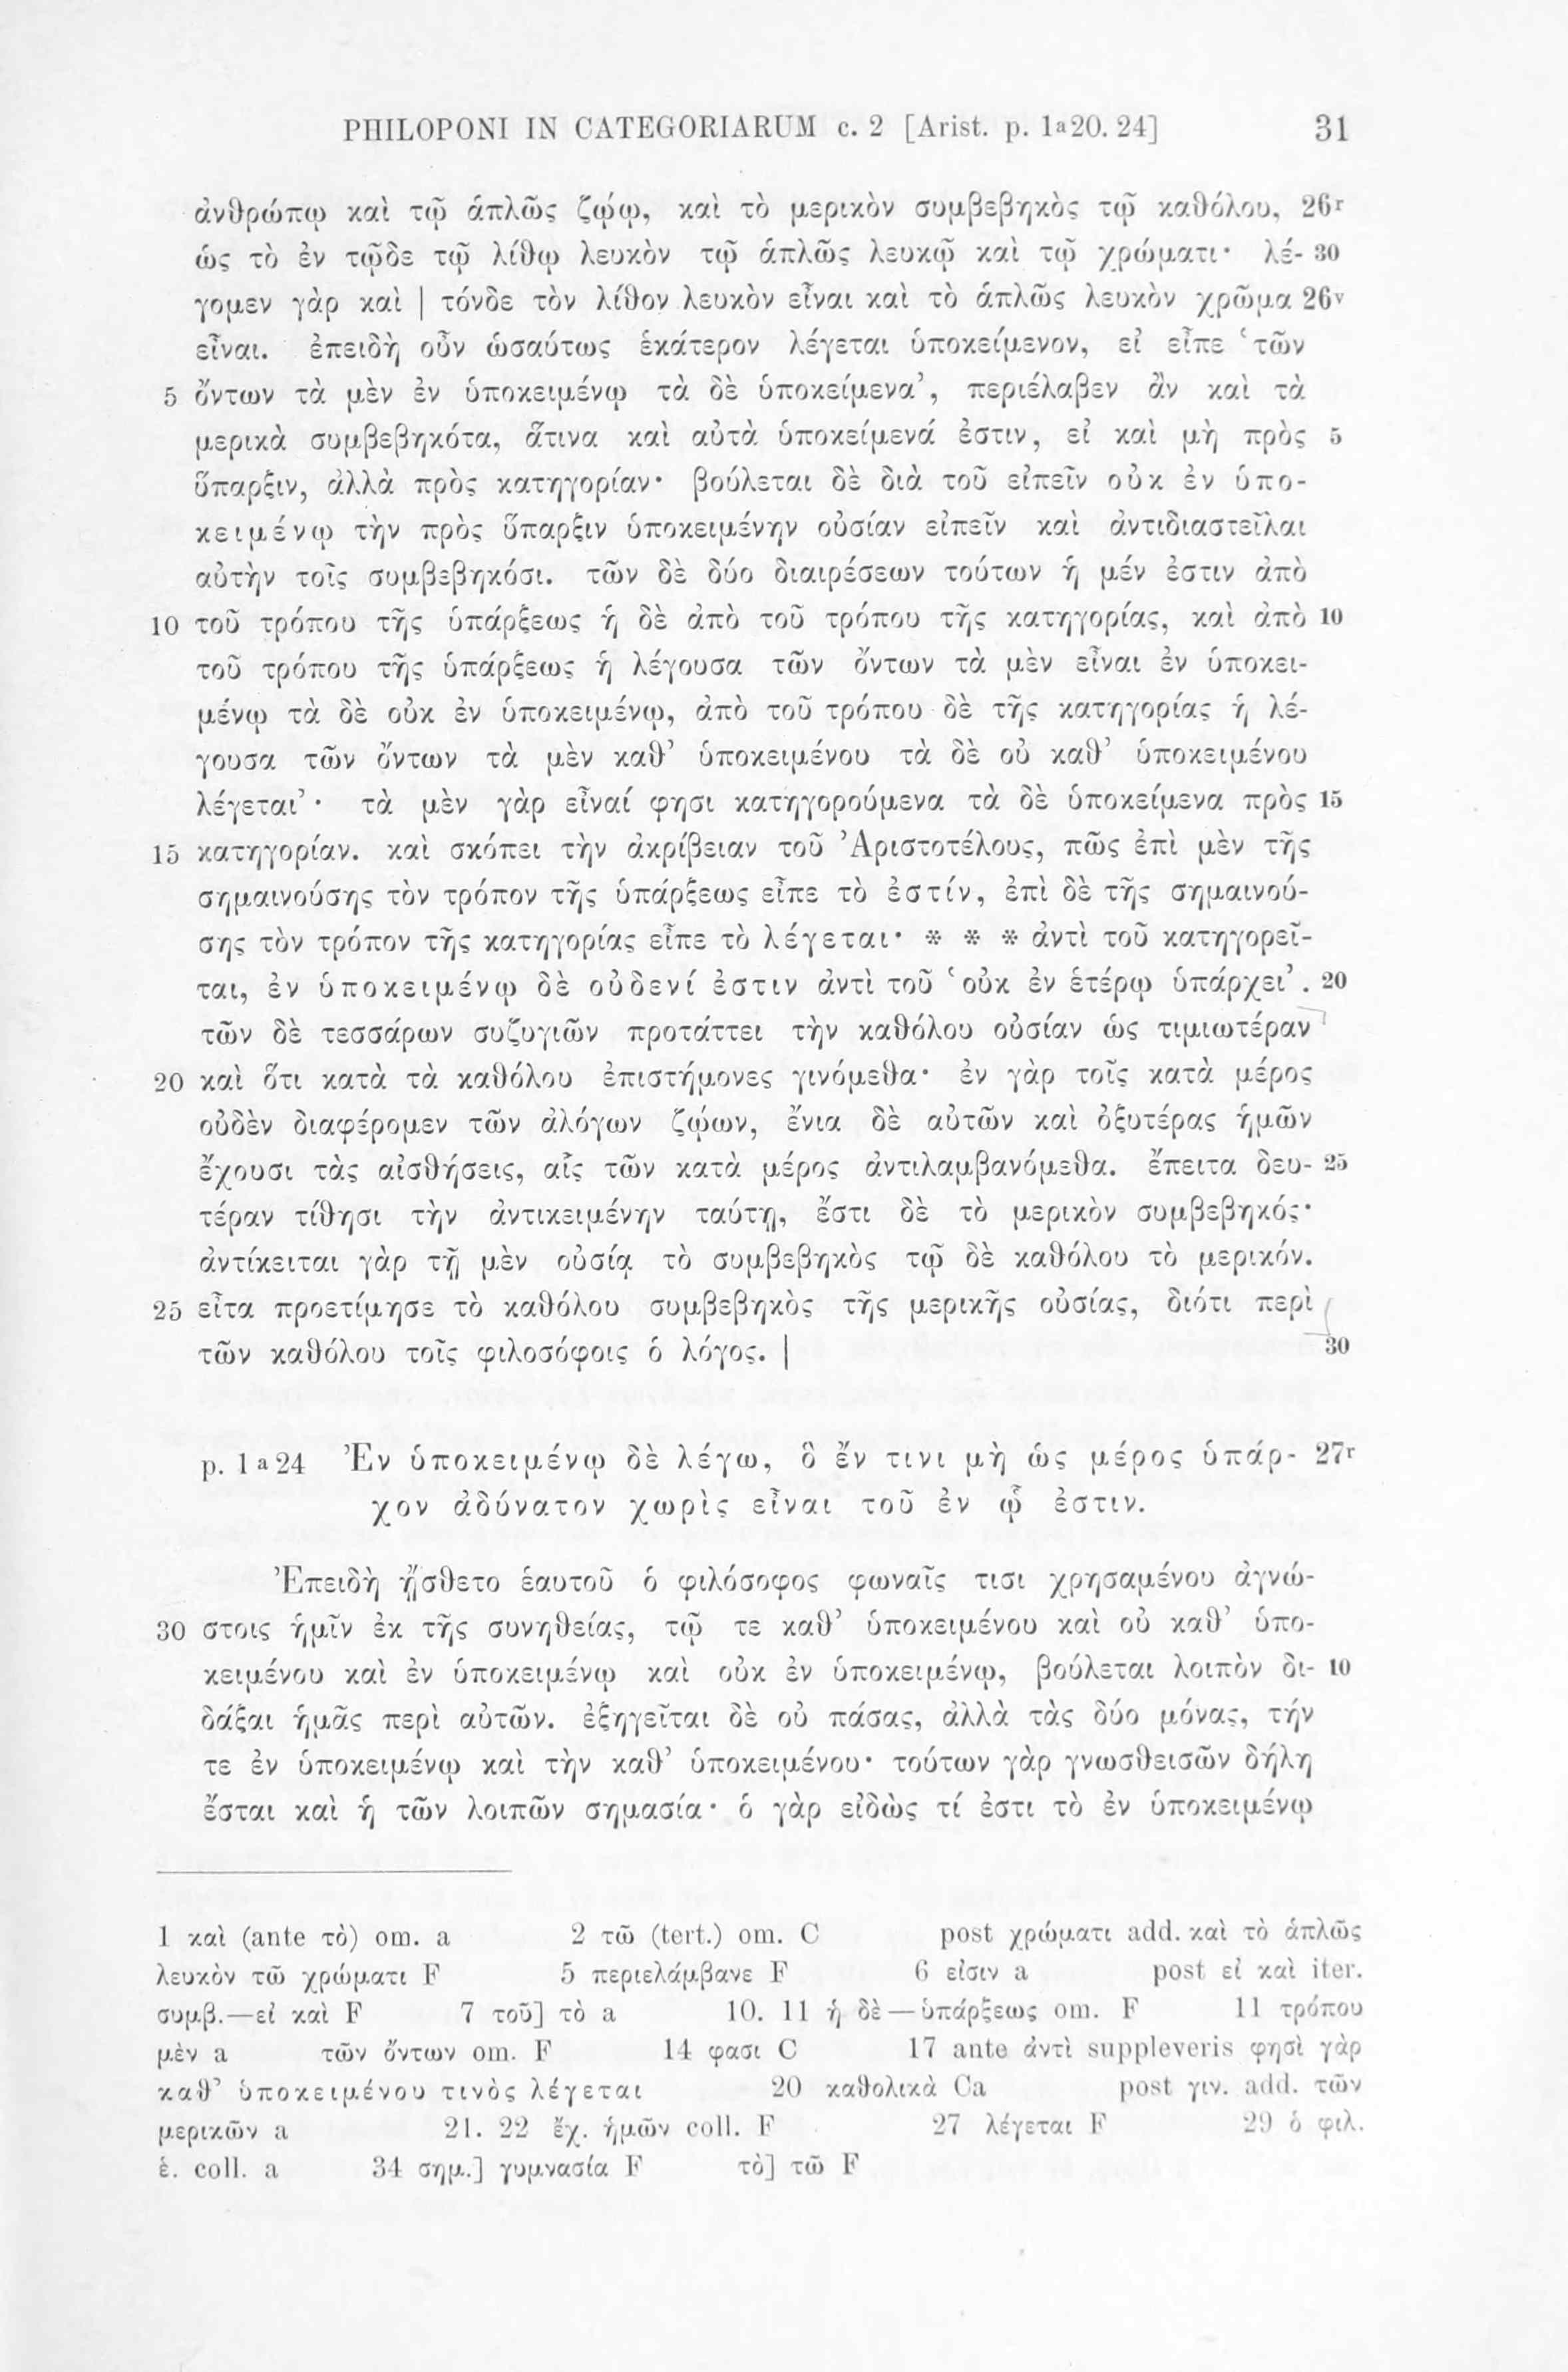 PHILOPONI IN CATEGORIARUM c. 2 [Arist. p. 1a20. 24] 31
ἀνθρώπῳ καὶ τῷ ἁπλῶς ζῴῳ, καὶ τὸ μερικὸν συμβεβηκὸς τῷ καθόλου, 26r
ὡς τὸ ἐν τῷδε τῷ λίθῳ λευκὸν τῷ ἁπλῶς λευκῷ καὶ τῷ χρώματι· λέ- 30
γομεν γὰρ καὶ | τόνδε τὸν λίθον λευκὸν εἶναι καὶ τὸ ἁπλῶς λευκὸν χρῶμα 26v
εἶναι. ἐπειδὴ οὖν ὡσαύτως ἑκάτερον λέγεται ὑποκείμενον, εἰ εἶπε ‘τῶν
5 ὄντων τὰ μὲν ἐν ὑποκειμένῳ τὰ δὲ ὑποκείμενα’, περιέλαβεν ἂν καὶ τὰ
μερικὰ συμβεβηκότα, ἅτινα καὶ αὐτὰ ὑποκείμενά ἐστιν, εἰ καὶ μὴ πρὸς 5
ὕπαρξιν, ἀλλὰ πρὸς κατηγορίαν· βούλεται δὲ διὰ τοῦ εἰπεῖν οὐκ ἐν ὑπο-
κειμένῳ τὴν πρὸς ὕπαρξιν ὑποκειμένην οὐσίαν εἰπεῖν καὶ ἀντιδιαστεῖλαι
αὐτὴν τοῖς συμβεβηκόσι. τῶν δὲ δύο διαιρέσεων τούτων ἡ μέν ἐστιν ἀπὸ
10 τοῦ τρόπου τῆς ὑπάρξεως ἡ δὲ ἀπὸ τοῦ τρόπου τῆς κατηγορίας, καὶ ἀπὸ 10
τοῦ τρόπου τῆς ὑπάρξεως ἡ λέγουσα τῶν ὄντων τὰ μὲν εἶναι ἐν ὑποκει-
μένῳ τὰ δὲ οὐκ ἐν ὑποκειμένῳ, ἀπὸ τοῦ τρόπου δὲ τῆς κατηγορίας ἡ λέ-
γουσα τῶν ὄντων τὰ μὲν καθ’ ὑποκειμένου τὰ δὲ οὐ καθ’ ὑποκειμένου
λέγεται’· τὰ μὲν γὰρ εἶναί φησι κατηγορούμενα τὰ δὲ ὑποκείμενα πρὸς 15
15 κατηγορίαν. καὶ σκόπει τὴν ἀκρίβειαν τοῦ Ἀριστοτέλους, πῶς ἐπὶ μὲν τῆς
σημαινούσης τὸν τρόπον τῆς ὑπάρξεως εἶπε τὸ ἐστίν, ἐπὶ δὲ τῆς σημαινού-
σης τὸν τρόπον τῆς κατηγορίας εἶπε τὸ λέγεται· * * * ἀντὶ τοῦ κατηγορεῖ-
ται, ἐν ὑποκειμένῳ δὲ οὐδενί ἐστιν ἀντὶ τοῦ ‘οὐκ ἐν ἑτέρῳ ὑπάρχει’. 20
τῶν δὲ τεσσάρων συζυγιῶν προτάττει τὴν καθόλου οὐσίαν ὡς τιμιωτέραν
20 καὶ ὅτι κατὰ τὰ καθόλου ἐπιστήμονες γινόμεθα· ἐν γὰρ τοῖς κατὰ μέρος
οὐδὲν διαφέρομεν τῶν ἀλόγων ζῴων, ἔνια δὲ αὐτῶν καὶ ὀξυτέρας ἡμῶν
ἔχουσι τὰς αἰσθήσεις, αἷς τῶν κατὰ μέρος ἀντιλαμβανόμεθα. ἔπειτα δευ- 25
τέραν τίθησι τὴν ἀντικειμένην ταύτῃ, ἔστι δὲ τὸ μερικὸν συμβεβηκός·
ἀντίκειται γὰρ τῇ μὲν οὐσίᾳ τὸ συμβεβηκὸς τῷ δὲ καθόλου τὸ μερικόν.
25 εἶτα προετίμησε τὸ καθόλου συμβεβηκὸς τῆς μερικῆς οὐσίας, διότι περὶ
τῶν καθόλου τοῖς φιλοσόφοις ὁ λόγος. | 30
p. 1a24 Ἐν ὑποκειμένῳ δὲ λέγω, ὃ ἔν τινι μὴ ὡς μέρος ὑπάρ- 27r
χον ἀδύνατον χωρὶς εἶναι τοῦ ἐν ᾧ ἐστιν.
Ἐπειδὴ ᾔσθετο ἑαυτοῦ ὁ φιλόσοφος φωναῖς τισι χρησαμένου ἀγνώ-
30 στοις ἡμῖν ἐκ τῆς συνηθείας, τῷ τε καθ’ ὑποκειμένου καὶ οὐ καθ’ ὑπο-
κειμένου καὶ ἐν ὑποκειμένῳ καὶ οὐκ ἐν ὑποκειμένῳ, βούλεται λοιπὸν δι- 10
δάξαι ἡμᾶς περὶ αὐτῶν. ἐξηγεῖται δὲ οὐ πάσας, ἀλλὰ τὰς δύο μόνας, τήν
τε ἐν ὑποκειμένῳ καὶ τὴν καθ’ ὑποκειμένου· τούτων γὰρ γνωσθεισῶν δήλη
ἔσται καὶ ἡ τῶν λοιπῶν σημασία· ὁ γὰρ εἰδὼς τί ἐστι τὸ ἐν ὑποκειμένῳ
1 καὶ (ante τὸ) om. a 2 τῶ (tert.) om. C post χρώματι add. καὶ τὸ ἁπλῶς
λευκὸν τῶ χρώματι F 5 περιελάμβανε F 6 εἰσιν a post εἰ καὶ iter.
συμβ.—εἰ καὶ F 7 τοῦ] τὸ a 10. 11 ἡ δὲ — ὑπάρξεως om. F 11 τρόπου
μὲν a τῶν ὄντων om. F 14 φασι C 17 ante ἀντὶ suppleveris φησὶ γὰρ
καθ’ ὑποκειμένου τινὸς λέγεται 20 καθολικὰ Ca post γιν. add. τῶν
μερικῶν a 21. 22 ἔχ. ἡμῶν coll. F 27 λέγεται F 29 ὁ φιλ.
ἑ. coll. a 34 σημ.] γυμνασία F τὸ] τῶ F